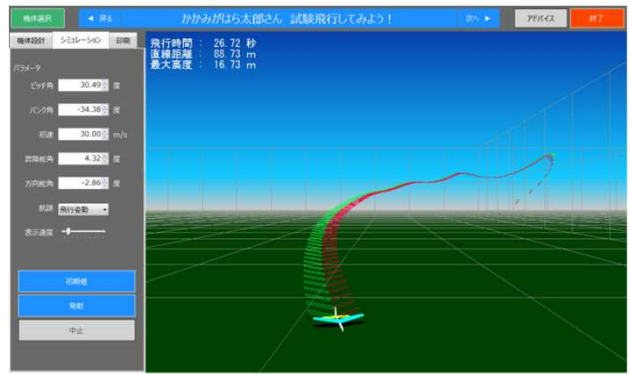 機体選択
◀ 戻る
かかみがはら太郎さん 試験飛行してみよう!
次へ ▶
アドバイス
終了
機体設計
シミュレーション
印刷
飛行時間 : 26.72 秒
直線距離 : 88.73 m
最大高度 : 16.73 m
パラメータ
ピッチ角 30.49 度
バンク角 -34.38 度
初速 30.00 m/s
昇降舵角 4.32 度
方向舵角 -2.86 度
軌跡 飛行姿勢
表示速度
初期値
発射
中止